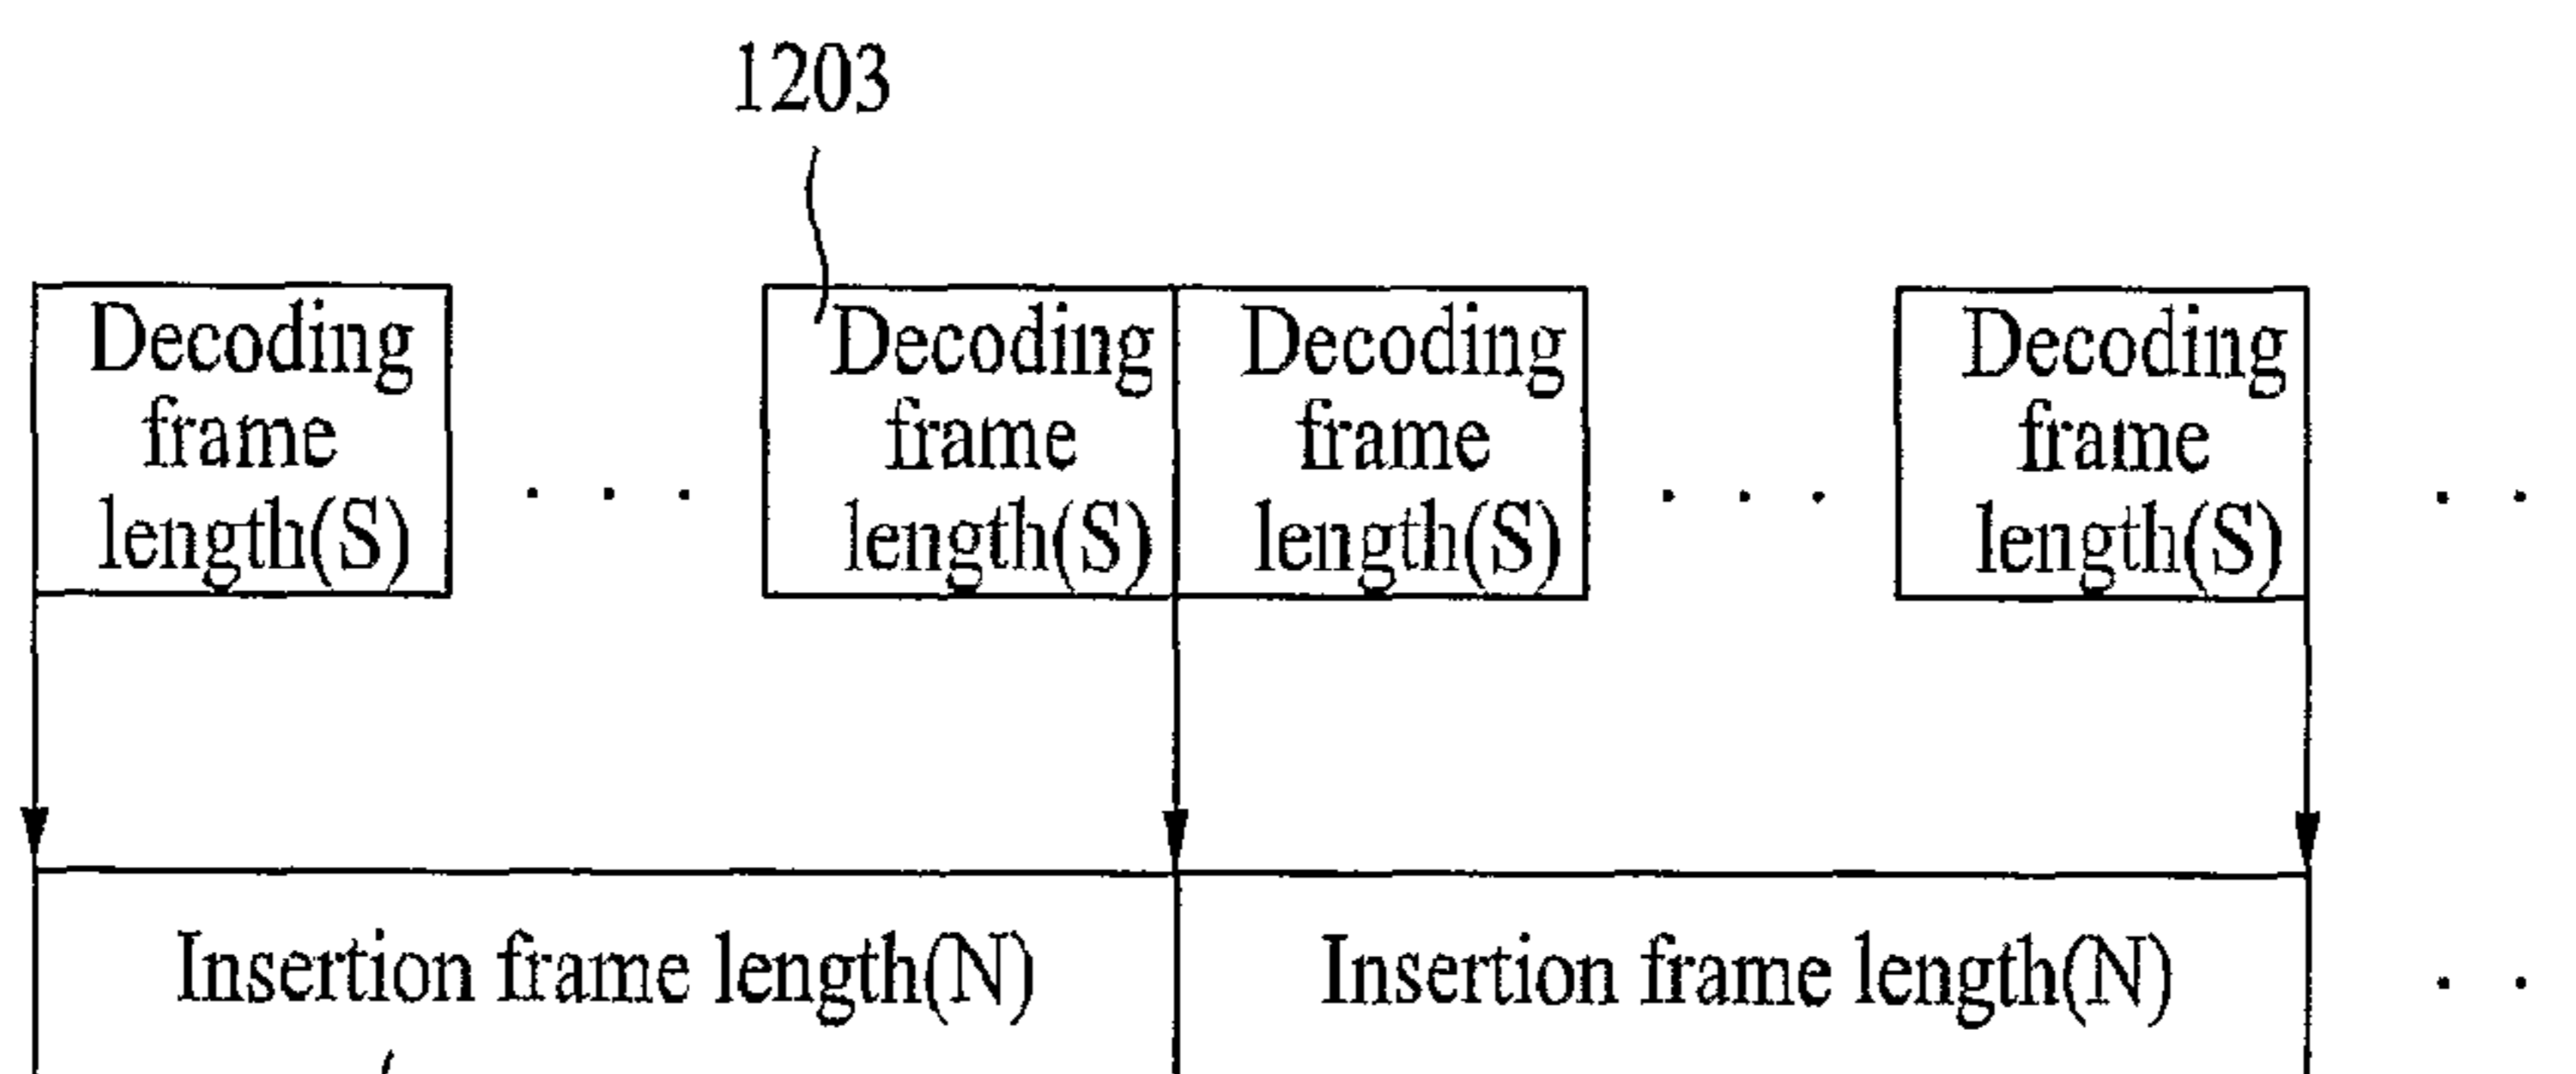 1203
Decoding
frame
length(S)
. . .
Decoding
frame
length(S)
Decoding
frame
length(S)
. . .
Decoding
frame
length(S)
. .
Insertion frame length(N)
Insertion frame length(N)
. .